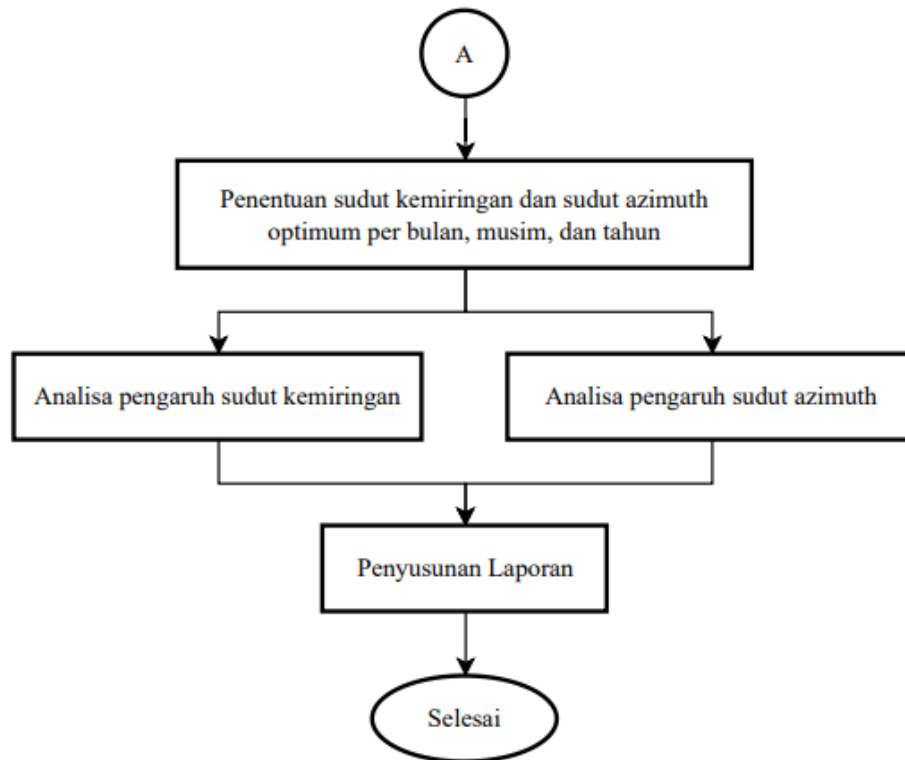 A
Penentuan sudut kemiringan dan sudut azimuth
optimum per bulan, musim, dan tahun
Analisa pengaruh sudut kemiringan
Analisa pengaruh sudut azimuth
Penyusunan Laporan
Selesai